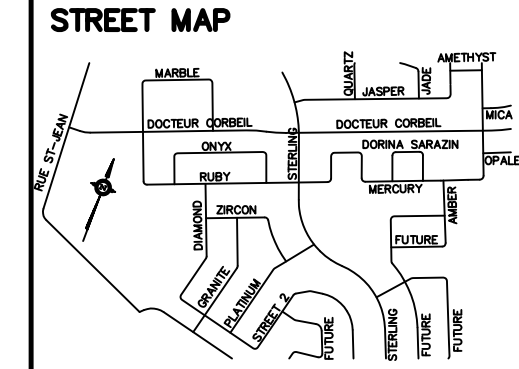 STREET MAP
AMETHYST
MARBLE
QUARTZ
JASPER
JADE
MICA
DOCTEUR CORBEIL
DOCTEUR CORBEIL
RUE ST-JEAN
ONYX
STERLING
DORINA SARAZIN
OPALE
RUBY
MERCURY
N
DIAMOND
ZIRCON
AMBER
FUTURE
GRANITE
PLATINUM
STREET 2
FUTURE
STERLING
FUTURE
FUTURE